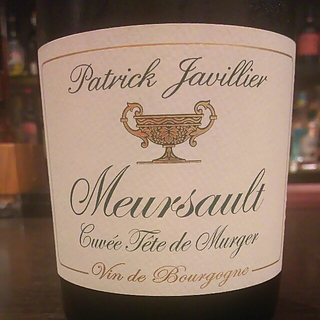 Patrick Javillier
Meursault
Cuvée Tête de Murger
Vin de Bourgogne